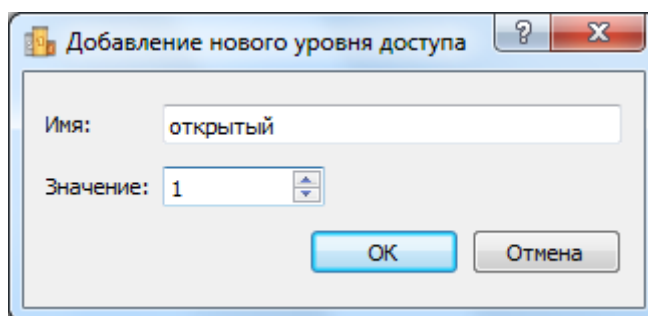 Добавление нового уровня доступа
Имя: открытый
Значение: 1
OK Отмена